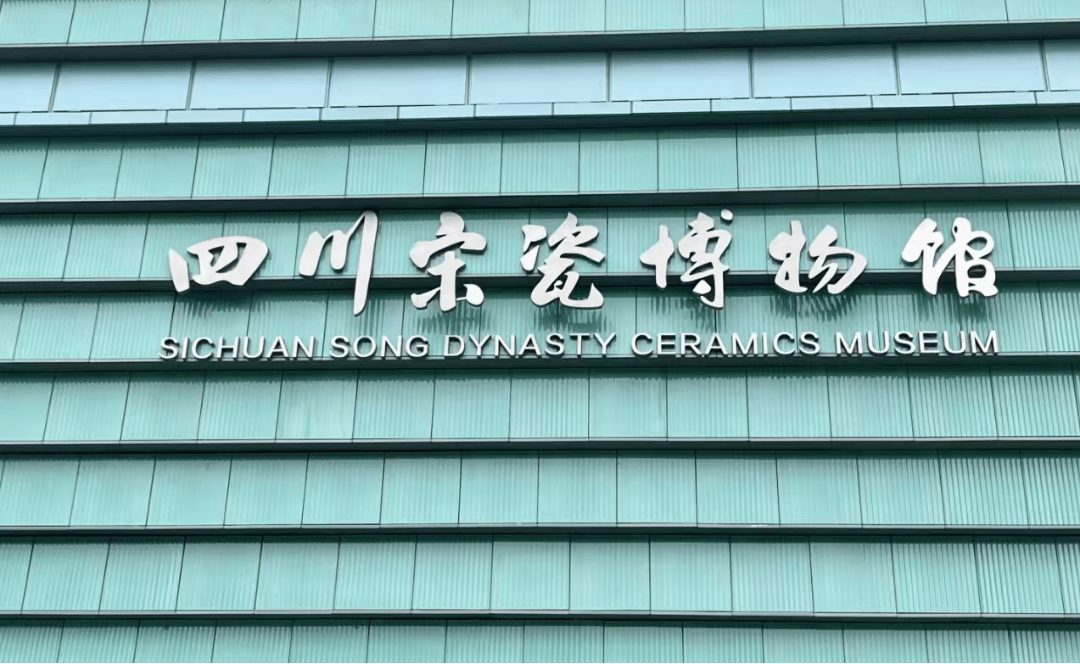 四川宋瓷博物馆
SICHUAN SONG DYNASTY CERAMICS MUSEUM